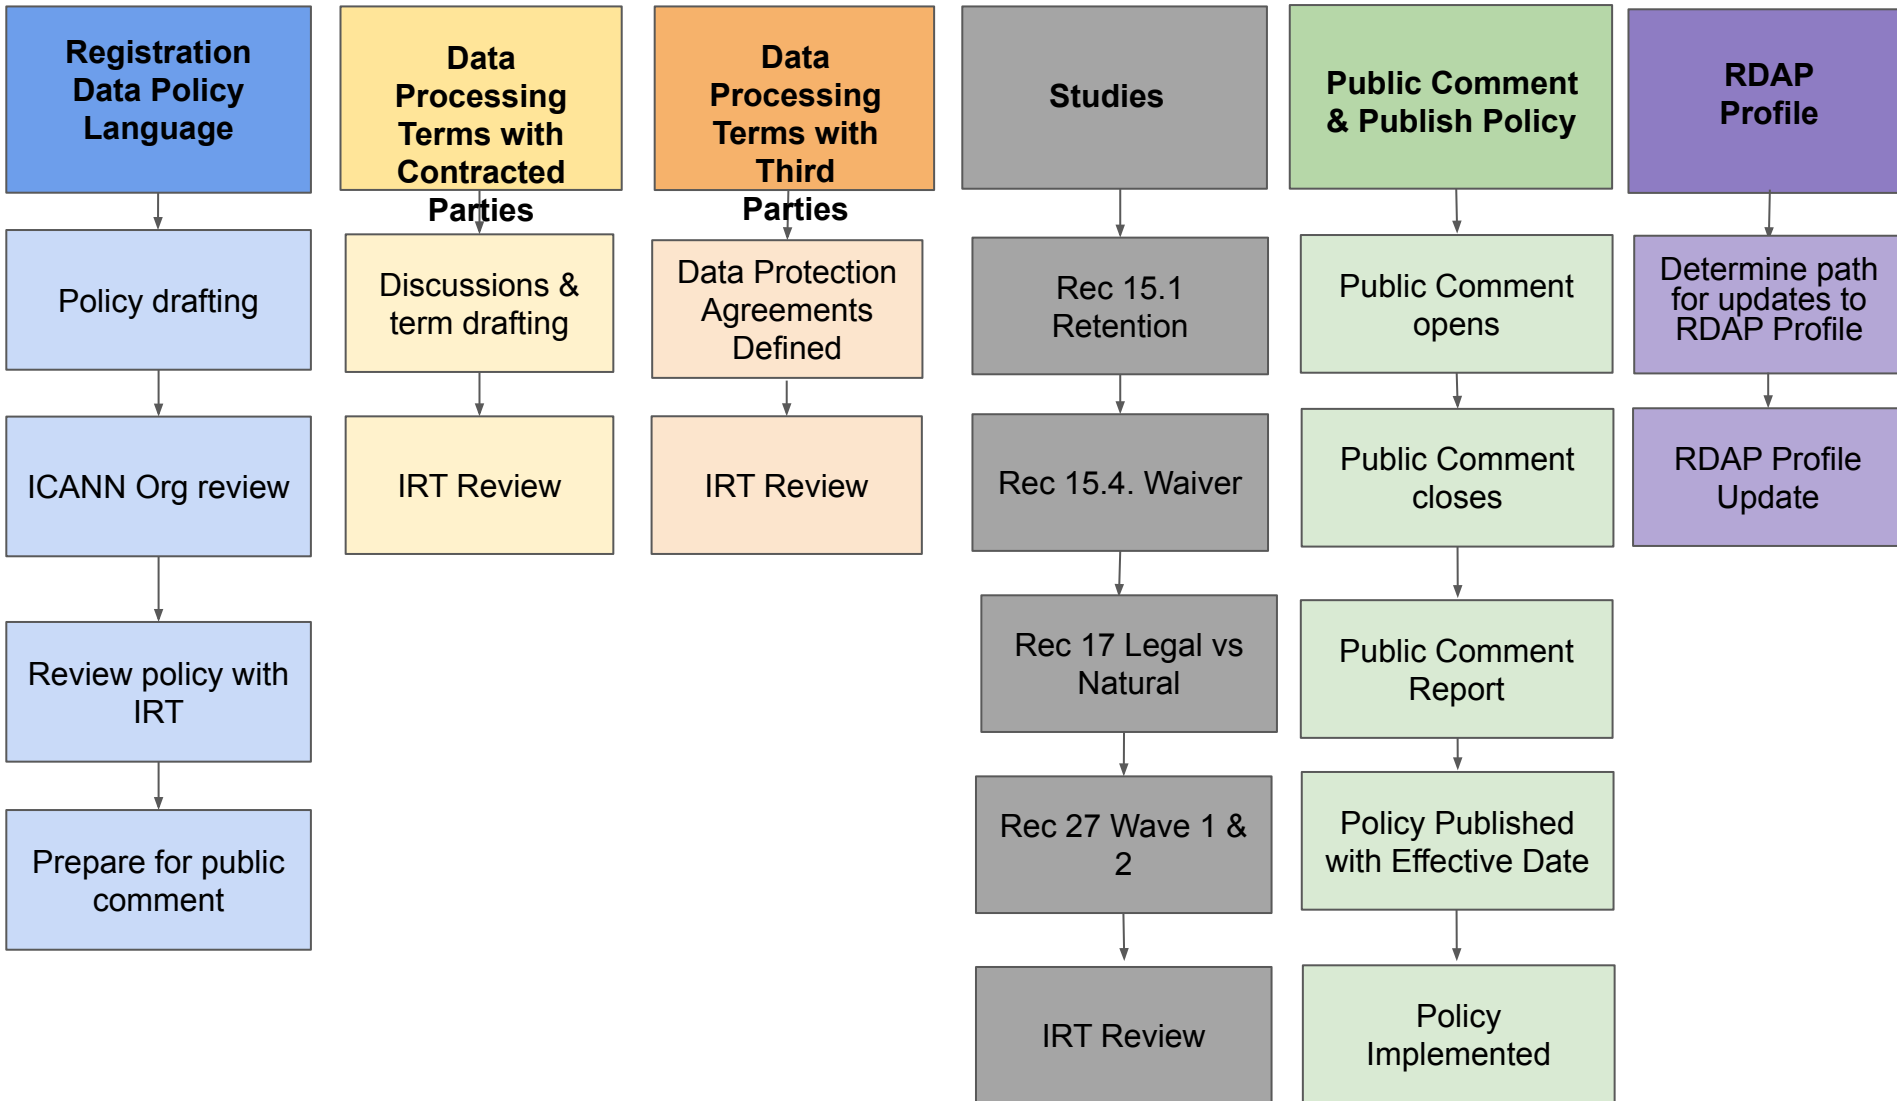 Registration
Data Policy
Language
Data
Processing
Terms with
Contracted
Parties
Data
Processing
Terms with
Third
Parties
Studies
Public Comment
& Publish Policy
RDAP
Profile
Policy drafting
Discussions &
term drafting
Data Protection
Agreements
Defined
Rec 15.1
Retention
Public Comment
opens
Determine path
for updates to
RDAP Profile
ICANN Org review
IRT Review
IRT Review
Rec 15.4. Waiver
Public Comment
closes
RDAP Profile
Update
Review policy with
IRT
Rec 17 Legal vs
Natural
Public Comment
Report
Prepare for public
comment
Rec 27 Wave 1 &
2
Policy Published
with Effective Date
IRT Review
Policy
Implemented